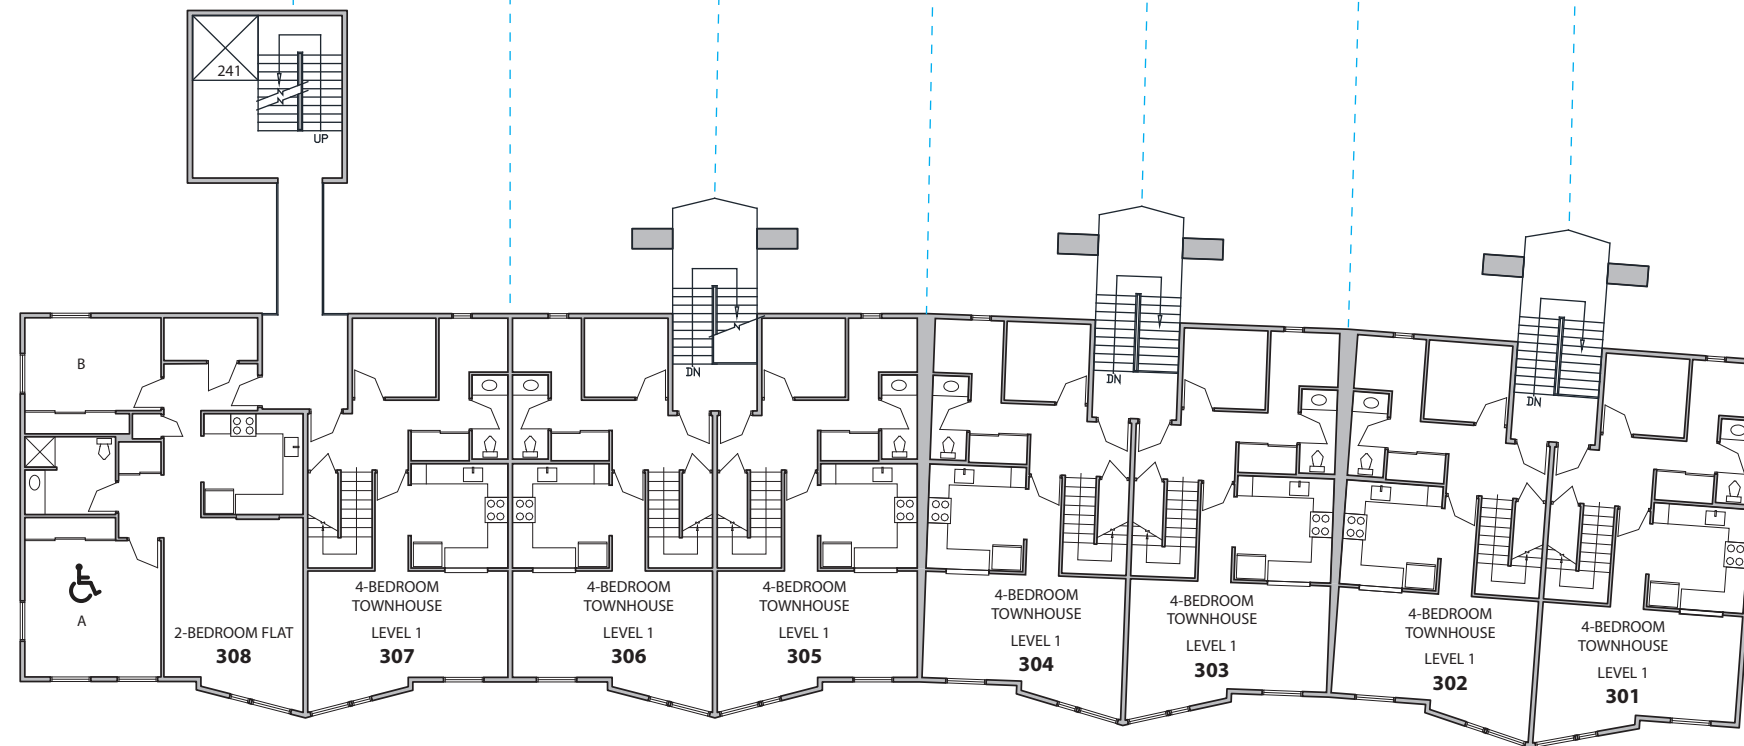 241
UP
B
DN
DN
DN
A
2-BEDROOM FLAT
308
4-BEDROOM
TOWNHOUSE
LEVEL 1
307
4-BEDROOM
TOWNHOUSE
LEVEL 1
306
4-BEDROOM
TOWNHOUSE
LEVEL 1
305
4-BEDROOM
TOWNHOUSE
LEVEL 1
304
4-BEDROOM
TOWNHOUSE
LEVEL 1
303
4-BEDROOM
TOWNHOUSE
LEVEL 1
302
4-BEDROOM
TOWNHOUSE
LEVEL 1
301